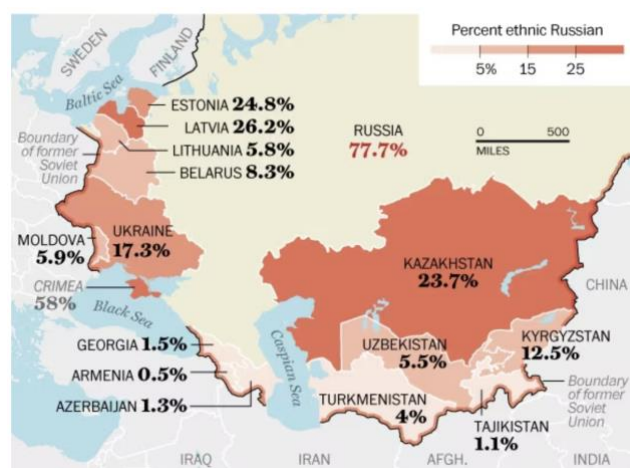 Percent ethnic Russian
5% 15 25
SWEDEN
FINLAND
Baltic Sea
ESTONIA 24.8%
LATVIA 26.2%
LITHUANIA 5.8%
BELARUS 8.3%
RUSSIA
77.7%
0 500
MILES
Boundary
of former
Soviet
Union
UKRAINE
17.3%
MOLDOVA
5.9%
CRIMEA
58%
Black Sea
KAZAKHSTAN
23.7%
CHINA
GEORGIA 1.5%
ARMENIA 0.5%
AZERBAIJAN 1.3%
Caspian Sea
UZBEKISTAN
5.5%
KYRGYZSTAN
12.5%
TURKMENISTAN
4%
TAJIKISTAN
1.1%
Boundary
of former
Soviet
Union
IRAQ
IRAN
AFGH.
INDIA